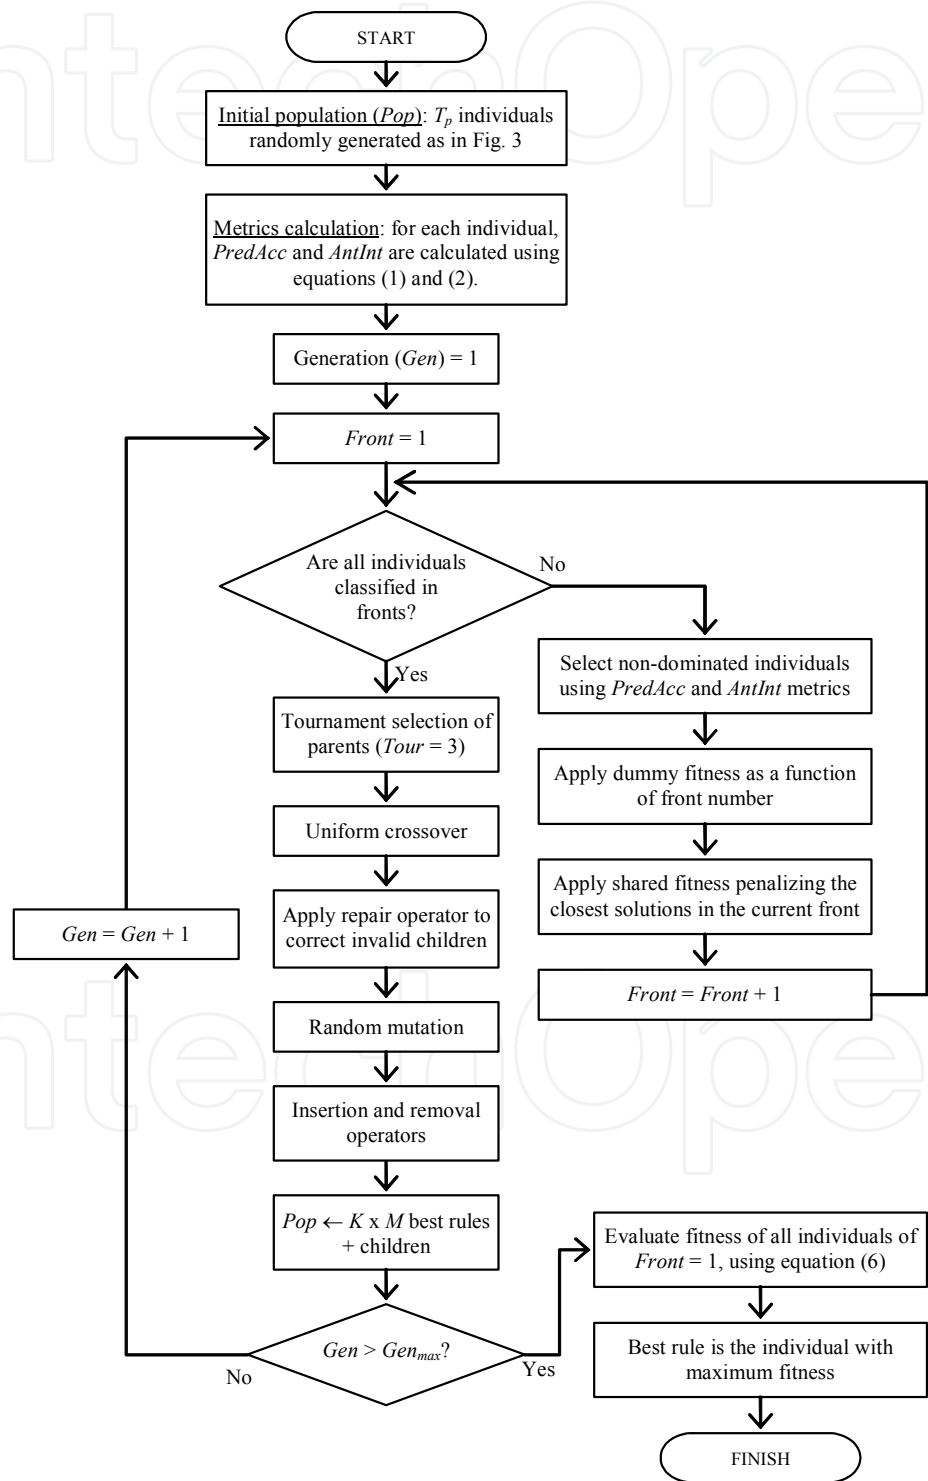 START
Initial population (Pop): Tp individuals
randomly generated as in Fig. 3
Metrics calculation: for each individual,
PredAcc and AntInt are calculated using
equations (1) and (2).
Generation (Gen) = 1
Front = 1
Are all individuals
classified in
fronts?
No
Yes
Select non-dominated individuals
using PredAcc and AntInt metrics
Apply dummy fitness as a function
of front number
Apply shared fitness penalizing the
closest solutions in the current front
Front = Front + 1
Tournament selection of
parents (Tour = 3)
Uniform crossover
Apply repair operator to
correct invalid children
Gen = Gen + 1
Random mutation
Insertion and removal
operators
Pop ← K x M best rules
+ children
Gen > Genmax?
No
Yes
Evaluate fitness of all individuals of
Front = 1, using equation (6)
Best rule is the individual with
maximum fitness
FINISH
ntechOpe
ntechOpe